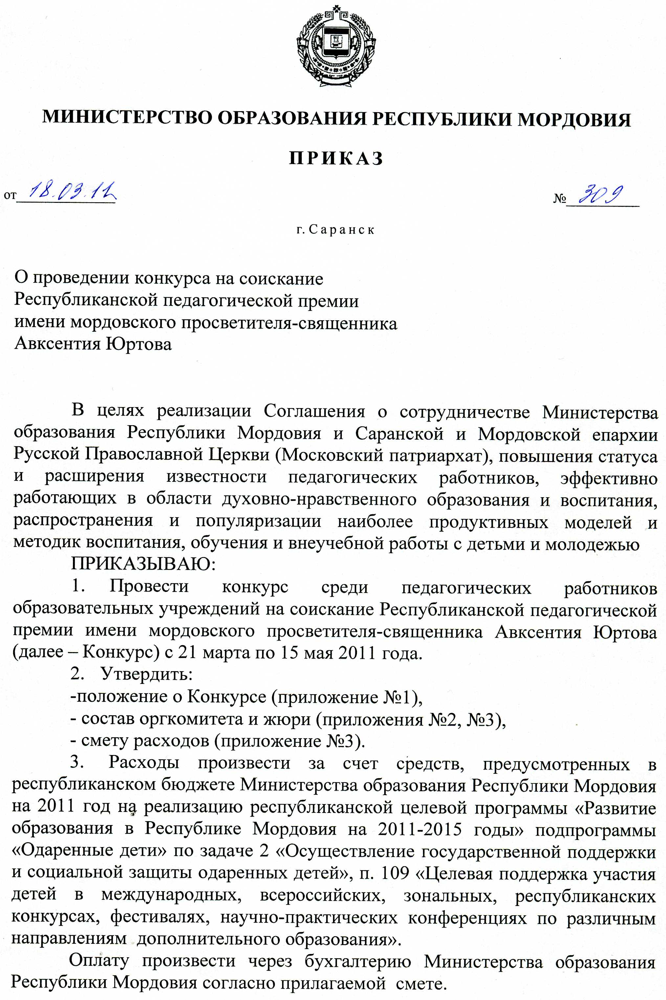 МИНИСТЕРСТВО ОБРАЗОВАНИЯ РЕСПУБЛИКИ МОРДОВИЯ
ПРИКАЗ
от 18.03.11
№ 309
г. Саранск
О проведении конкурса на соискание
Республиканской педагогической премии
имени мордовского просветителя-священника
Авксентия Юртова
В целях реализации Соглашения о сотрудничестве Министерства
образования Республики Мордовия и Саранской и Мордовской епархии
Русской Православной Церкви (Московский патриархат), повышения статуса
и расширения известности педагогических работников, эффективно
работающих в области духовно-нравственного образования и воспитания,
распространения и популяризации наиболее продуктивных моделей и
методик воспитания, обучения и внеучебной работы с детьми и молодежью
ПРИКАЗЫВАЮ:
1. Провести конкурс среди педагогических работников
образовательных учреждений на соискание Республиканской педагогической
премии имени мордовского просветителя-священника Авксентия Юртова
(далее – Конкурс) с 21 марта по 15 мая 2011 года.
2. Утвердить:
-положение о Конкурсе (приложение №1),
- состав оргкомитета и жюри (приложения №2, №3),
- смету расходов (приложение №3).
3. Расходы произвести за счет средств, предусмотренных в
республиканском бюджете Министерства образования Республики Мордовия
на 2011 год на реализацию республиканской целевой программы «Развитие
образования в Республике Мордовия на 2011-2015 годы» подпрограммы
«Одаренные дети» по задаче 2 «Осуществление государственной поддержки
и социальной защиты одаренных детей», п. 109 «Целевая поддержка участия
детей в международных, всероссийских, зональных, республиканских
конкурсах, фестивалях, научно-практических конференциях по различным
направлениям дополнительного образования».
Оплату произвести через бухгалтерию Министерства образования
Республики Мордовия согласно прилагаемой смете.